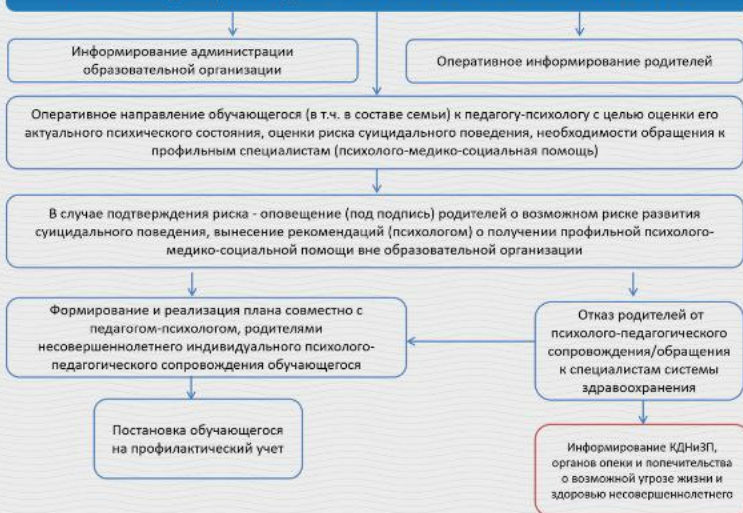 Информирование администрации
образовательной организации
Оперативное информирование родителей
Оперативное направление обучающегося (в т.ч. в составе семьи) к педагогу-психологу с целью оценки его
актуального психического состояния, оценки риска суицидального поведения, необходимости обращения к
профильным специалистам (психолого-медико-социальная помощь)
В случае подтверждения риска - оповещение (под подпись) родителей о возможном риске развития
суицидального поведения, вынесение рекомендаций (психологом) о получении профильной психолого-
медико-социальной помощи вне образовательной организации
Формирование и реализация плана совместно с
педагогом-психологом, родителями
несовершеннолетнего индивидуального психолого-
педагогического сопровождения обучающегося
Отказ родителей от
психолого-педагогического
сопровождения/обращения
к специалистам системы
здравоохранения
Постановка обучающегося
на профилактический учет
Информирование КДНиЗП,
органов опеки и попечительства
о возможной угрозе жизни и
здоровью несовершеннолетнего